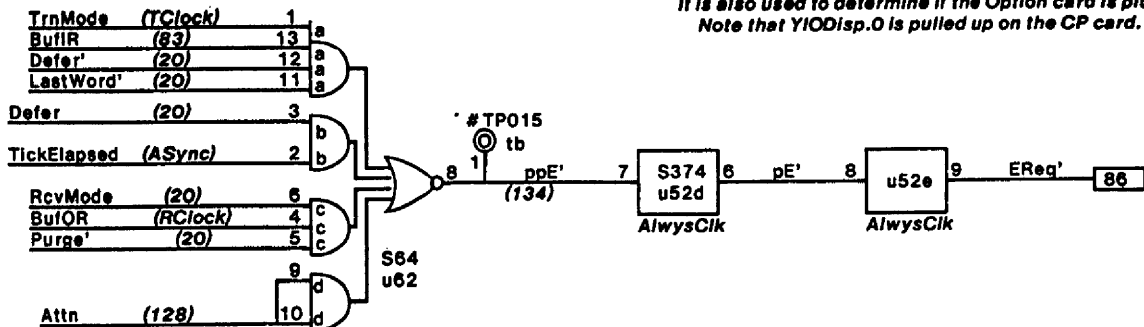 It is also used to determine if the Option card is
Note that YIODisp.0 is pulled up on the CP card.
TrnMode (TClock) 1 a
BufIR (83) 13 a
Defer' (20) 12 a
LastWord' (20) 11 a
Defer (20) 3 b
TickElapsed (ASync) 2 b
RcvMode (20) 6 c
BufOR (RClock) 4 c
Purge' (20) 5 c
9 d
Attn (128) 10 d
S64
u62
8
# TP015
tb
1
ppE'
(134)
7 S374 6
u52d
AlwysClk
pE'
8 u52e 9
AlwysClk
EReq'
86